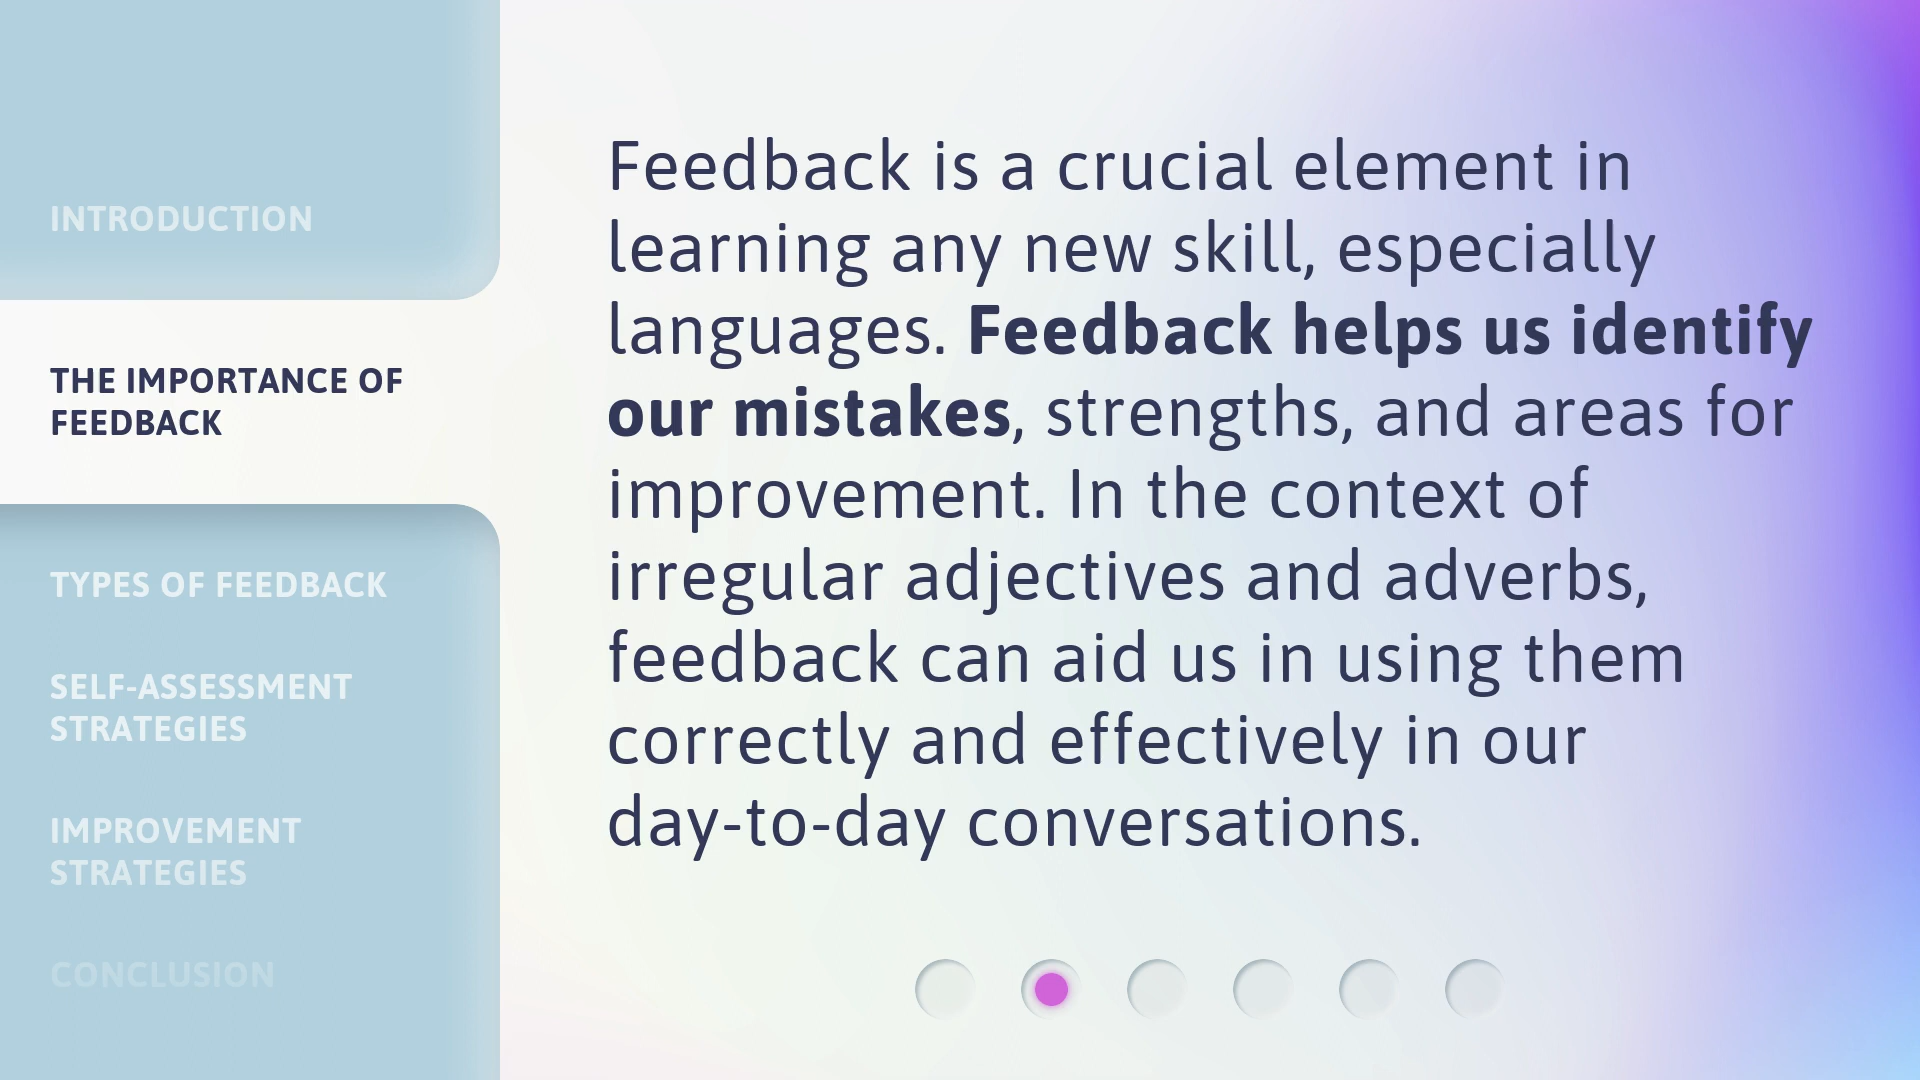 INTRODUCTION
THE IMPORTANCE OF
FEEDBACK
TYPES OF FEEDBACK
SELF-ASSESSMENT
STRATEGIES
IMPROVEMENT
STRATEGIES
CONCLUSION
Feedback is a crucial element in
learning any new skill, especially
languages. Feedback helps us identify
our mistakes, strengths, and areas for
improvement. In the context of
irregular adjectives and adverbs,
feedback can aid us in using them
correctly and effectively in our
day-to-day conversations.